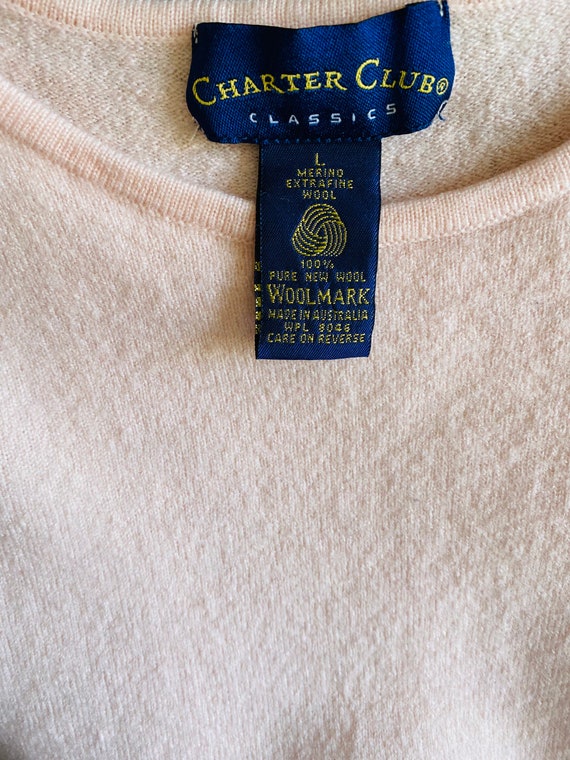 CHARTER CLUB®
CLASSICS
L
MERINO
EXTRAFINE
WOOL
100%
PURE NEW WOOL
WOOLMARK
MADE IN AUSTRALIA
WPL 8046
CARE ON REVERSE